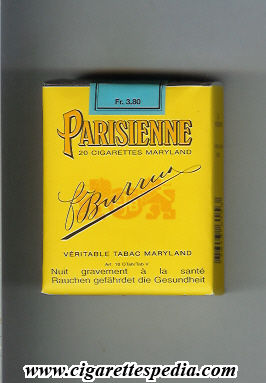 Fr. 3.80
PARISIENNE
20 CIGARETTES MARYLAND
F. Burrus
VÉRITABLE TABAC MARYLAND
Nuit gravement à la santé
Rauchen gefährdet die Gesundheit
www.cigarettespedia.com